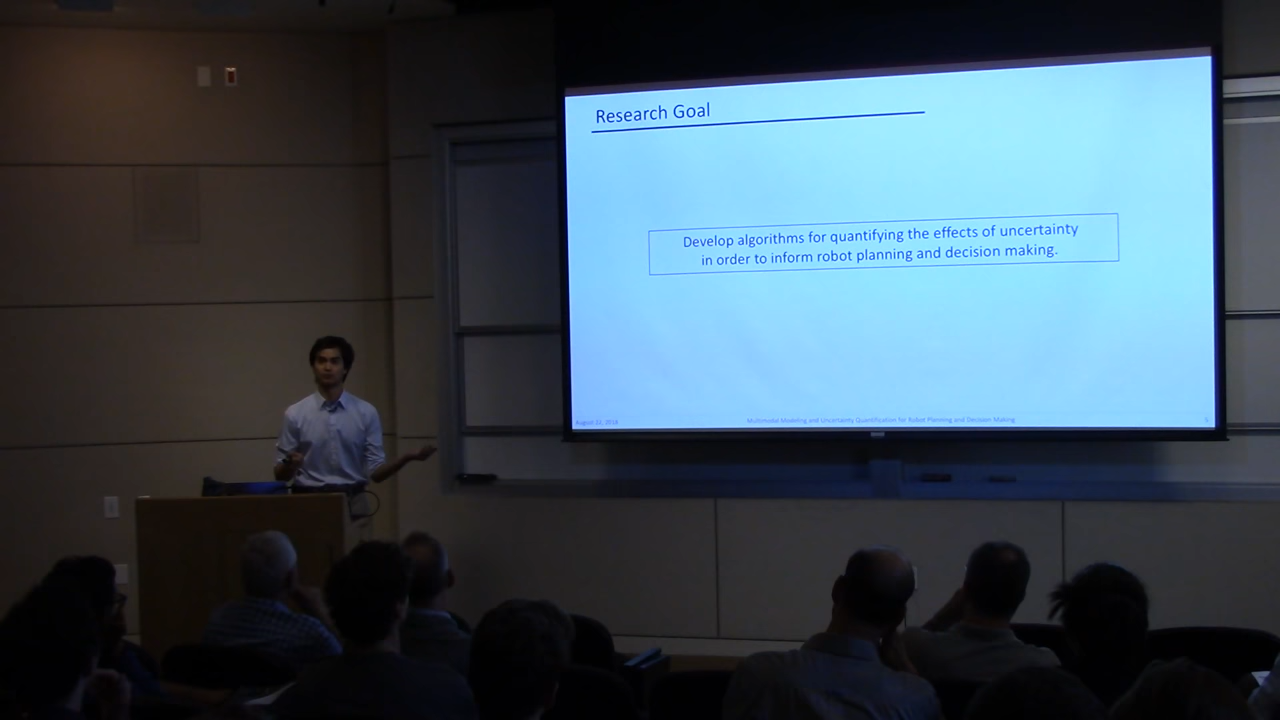 Research Goal
Develop algorithms for quantifying the effects of uncertainty
in order to inform robot planning and decision making.
August 22, 2018
Multimodal Modeling and Uncertainty Quantification for Robot Planning and Decision Making
5